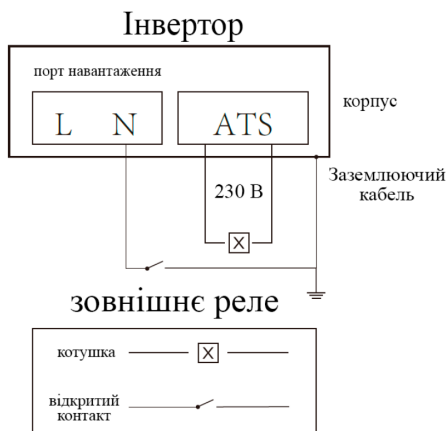 Інвертор
порт навантаження
L N ATS
корпус
230 В
Заземлюючий
кабель
X
зовнішнє реле
котушка X
відкритий
контакт